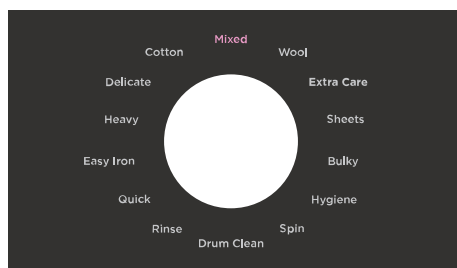 Mixed
Cotton
Wool
Delicate
Extra Care
Heavy
Sheets
Easy Iron
Bulky
Quick
Hygiene
Rinse
Spin
Drum Clean